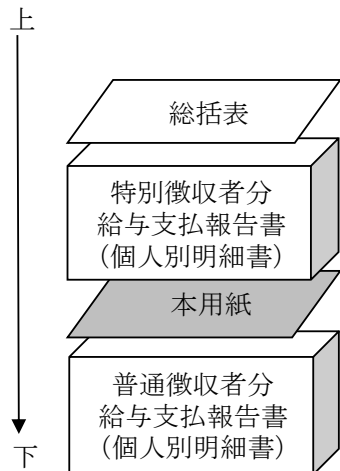 上
総括表
特別徴収者分
給与支払報告書
(個人別明細書)
本用紙
普通徴収者分
給与支払報告書
(個人別明細書)
下